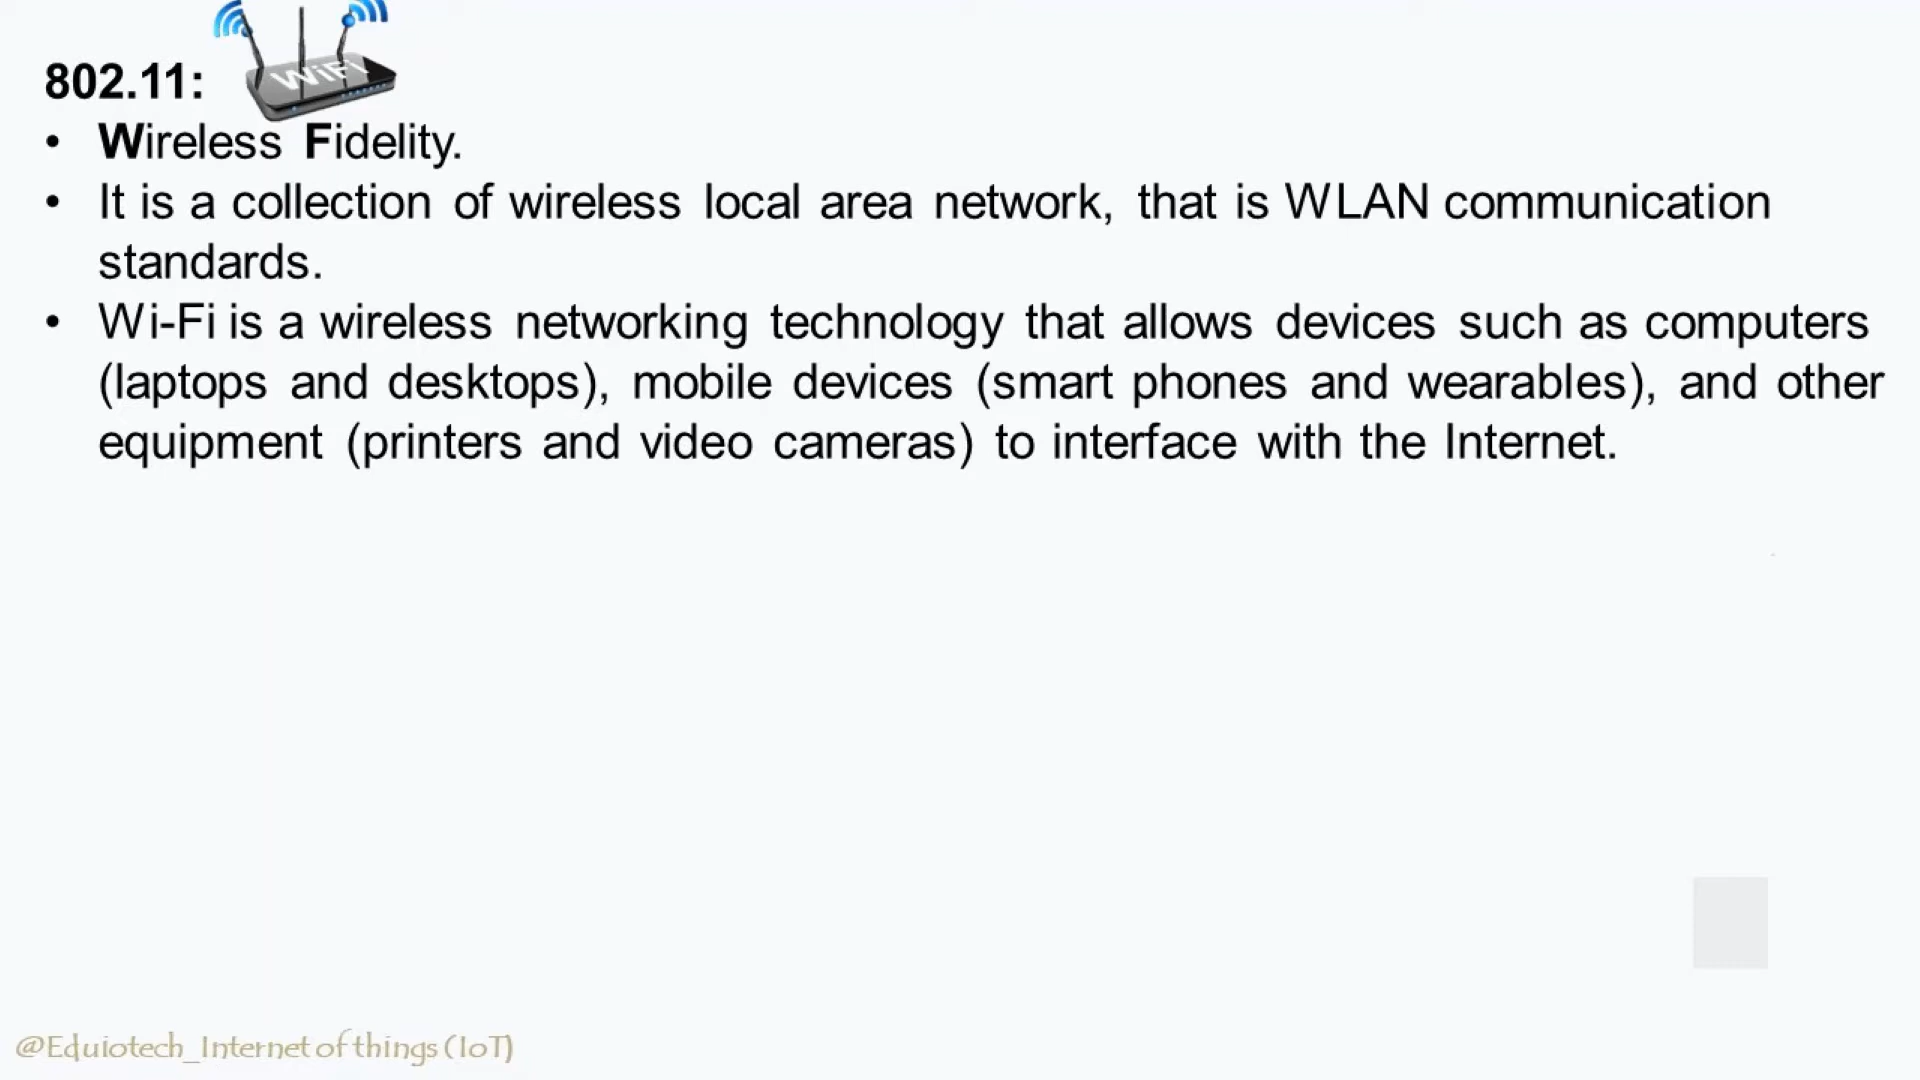 802.11:
WiFi
• Wireless Fidelity.
• It is a collection of wireless local area network, that is WLAN communication
standards.
• Wi-Fi is a wireless networking technology that allows devices such as computers
(laptops and desktops), mobile devices (smart phones and wearables), and other
equipment (printers and video cameras) to interface with the Internet.
@Eduiotech_Internet of things (IoT)